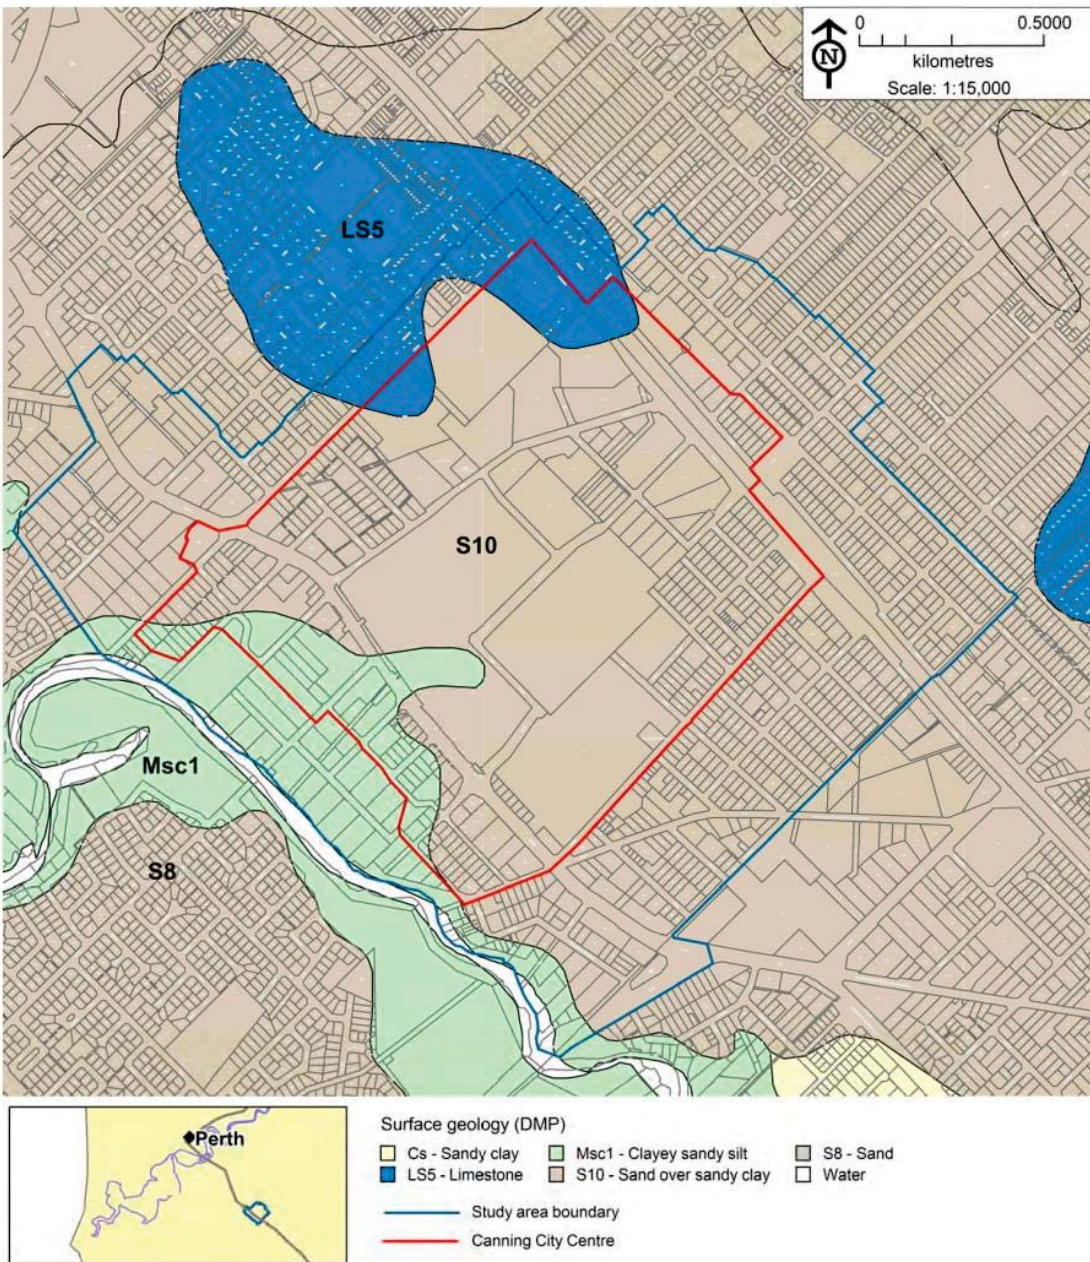 0 0.5000
N
kilometres
Scale: 1:15,000
LS5
S10
Msc1
S8
Perth
Surface geology (DMP)
Cs - Sandy clay
Msc1 - Clayey sandy silt
S8 - Sand
LS5 - Limestone
S10 - Sand over sandy clay
Water
Study area boundary
Canning City Centre